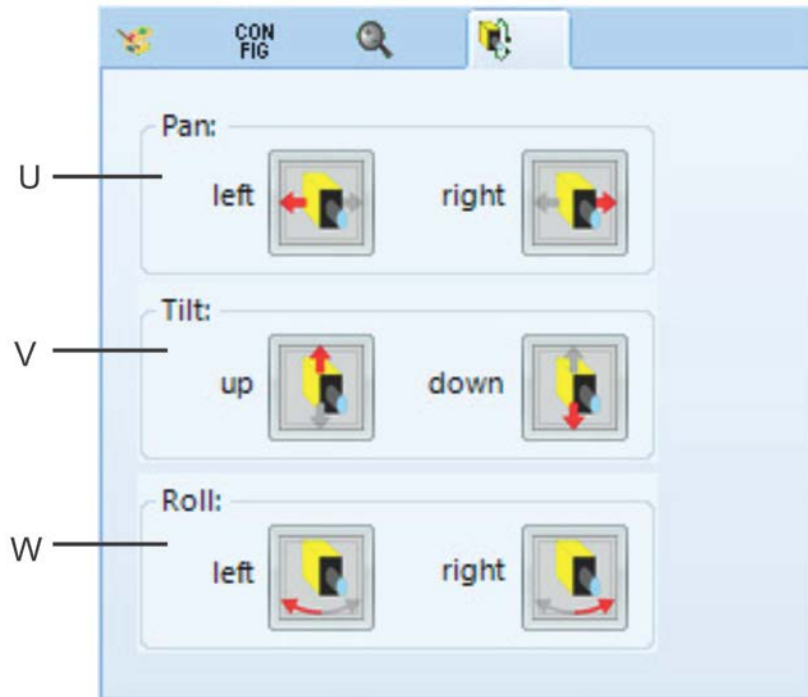 CON
FIG
Pan:
U
left
right
Tilt:
V
up
down
Roll:
W
left
right